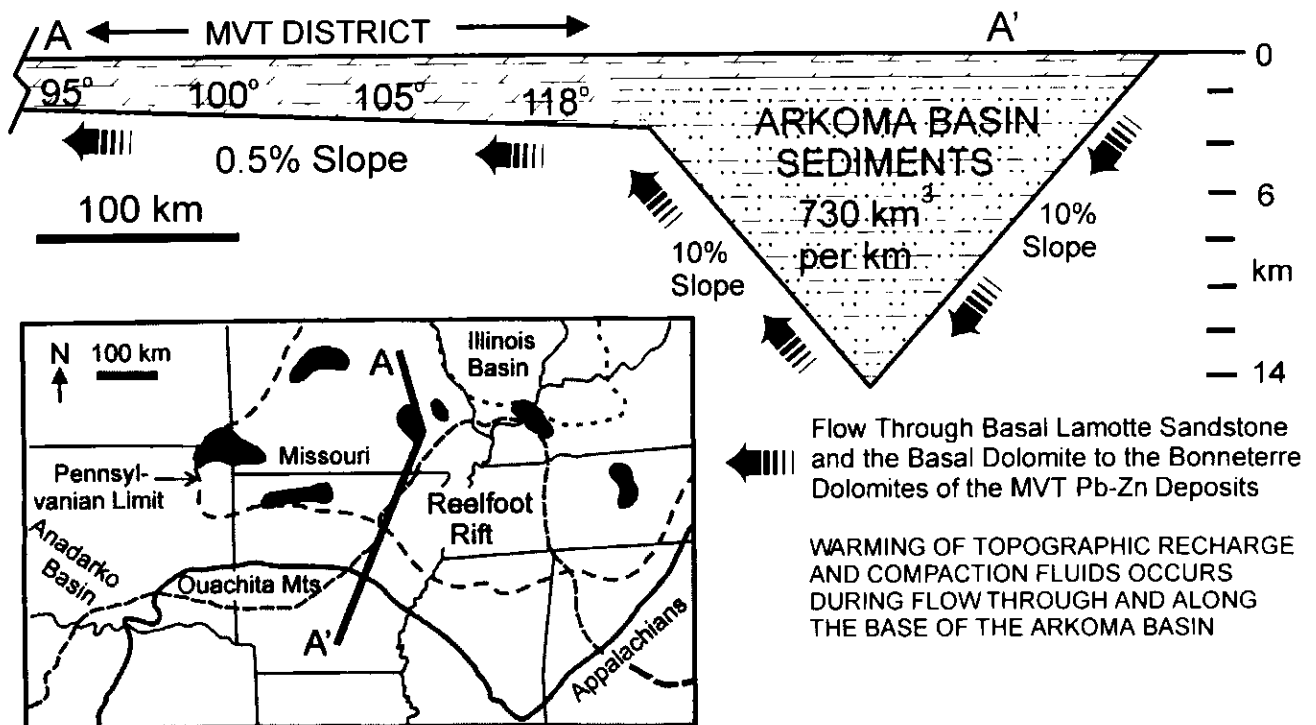 A
MVT DISTRICT
A'
95°
100°
105°
118°
0.5% Slope
100 km
ARKOMA BASIN
SEDIMENTS
730 km³
per km
10%
Slope
10%
Slope
0
6
km
14
N
100 km
A
Illinois
Basin
Missouri
Pennsyl-
vanian Limit
Reelfoot
Rift
Anadarko
Basin
Ouachita Mts
A'
Appalachians
Flow Through Basal Lamotte Sandstone
and the Basal Dolomite to the Bonneterre
Dolomites of the MVT Pb-Zn Deposits
WARMING OF TOPOGRAPHIC RECHARGE
AND COMPACTION FLUIDS OCCURS
DURING FLOW THROUGH AND ALONG
THE BASE OF THE ARKOMA BASIN